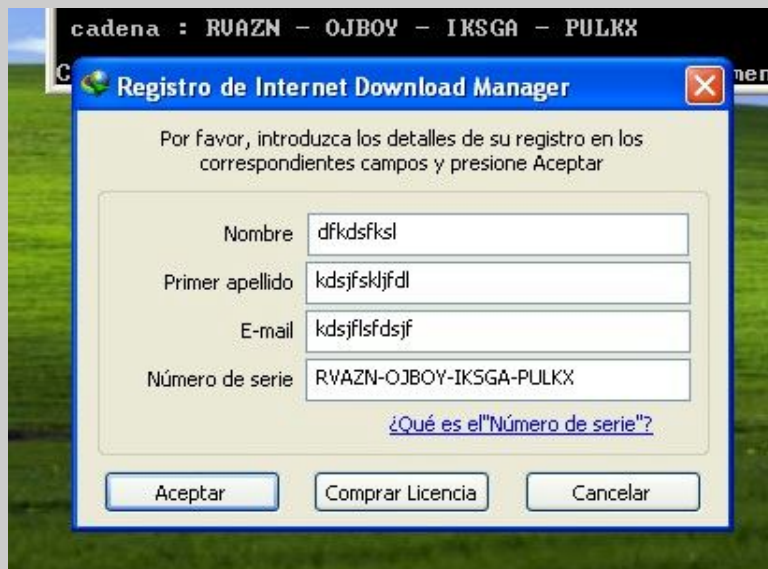 cadena : RVAZN - OJBOY - IKSGA - PULKX
Registro de Internet Download Manager
Por favor, introduzca los detalles de su registro en los
correspondientes campos y presione Aceptar
Nombre dfkdsfksl
Primer apellido kdsjfskljfdl
E-mail kdsjflsfdsjf
Número de serie RVAZN-OJBOY-IKSGA-PULKX
¿Qué es el"Número de serie"?
Aceptar Comprar Licencia Cancelar